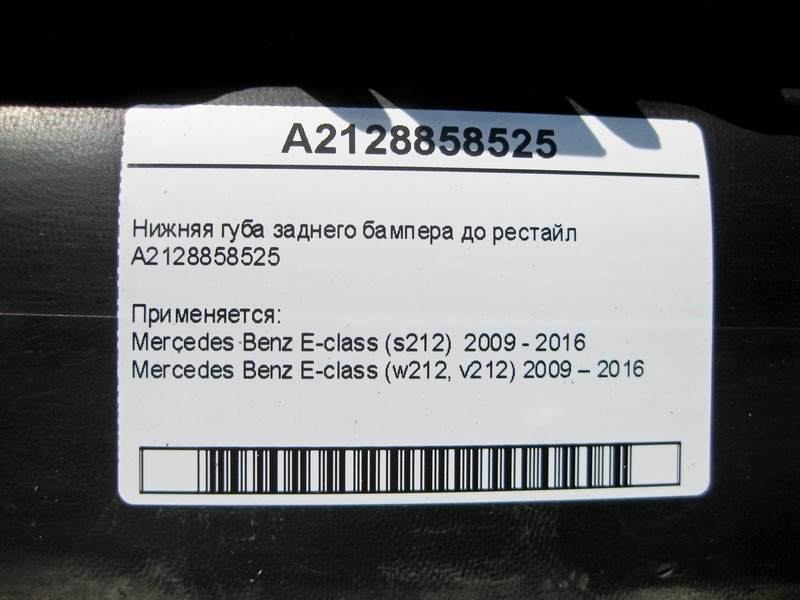 A2128858525
Нижняя губа заднего бампера до рестайл
A2128858525
Применяется:
Mercedes Benz E-class (s212) 2009 - 2016
Mercedes Benz E-class (w212, v212) 2009 – 2016